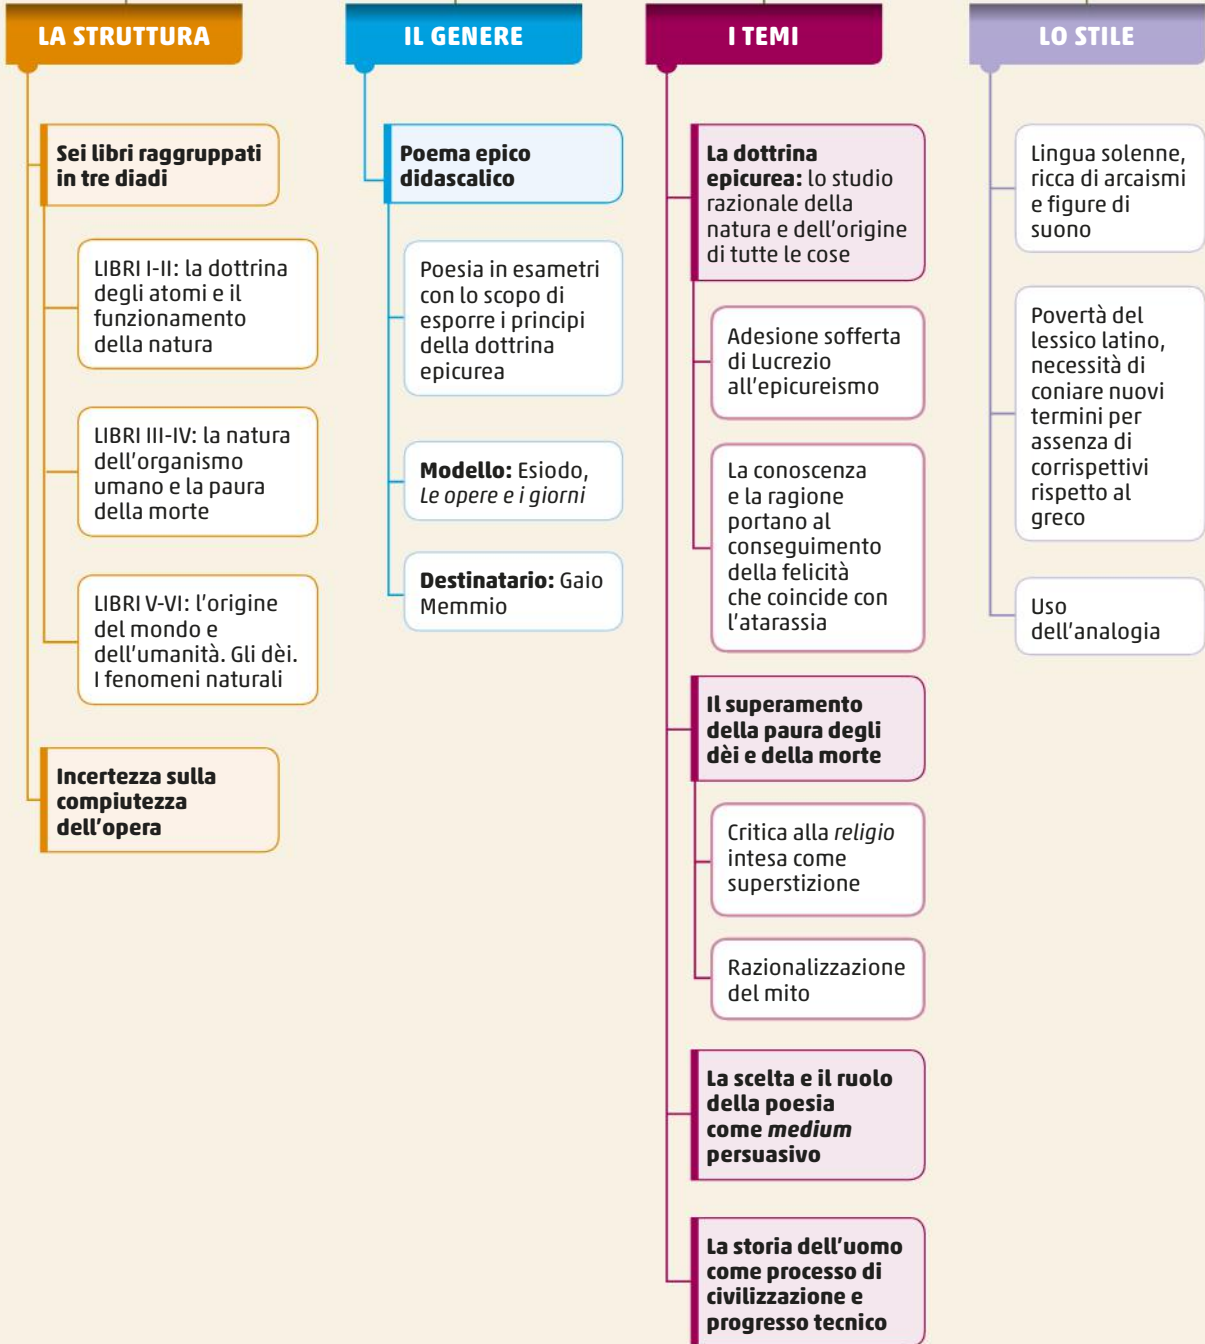 LA STRUTTURA
Sei libri raggruppati
in tre diadi
LIBRI I-II: la dottrina
degli atomi e il
funzionamento
della natura
LIBRI III-IV: la natura
dell'organismo
umano e la paura
della morte
LIBRI V-VI: l'origine
del mondo e
dell'umanità. Gli dèi.
I fenomeni naturali
Incertezza sulla
compiutezza
dell'opera
IL GENERE
Poema epico
didascalico
Poesia in esametri
con lo scopo di
esporre i principi
della dottrina
epicurea
Modello: Esiodo,
Le opere e i giorni
Destinatario: Gaio
Memmio
I TEMI
La dottrina
epicurea: lo studio
razionale della
natura e dell'origine
di tutte le cose
Adesione sofferta
di Lucrezio
all'epicureismo
La conoscenza
e la ragione
portano al
conseguimento
della felicità
che coincide con
l'atarassia
Il superamento
della paura degli
dèi e della morte
Critica alla religio
intesa come
superstizione
Razionalizzazione
del mito
La scelta e il ruolo
della poesia
come medium
persuasivo
La storia dell'uomo
come processo di
civilizzazione e
progresso tecnico
LO STILE
Lingua solenne,
ricca di arcaismi
e figure di
suono
Povertà del
lessico latino,
necessità di
coniare nuovi
termini per
assenza di
corrispettivi
rispetto al
greco
Uso
dell'analogia